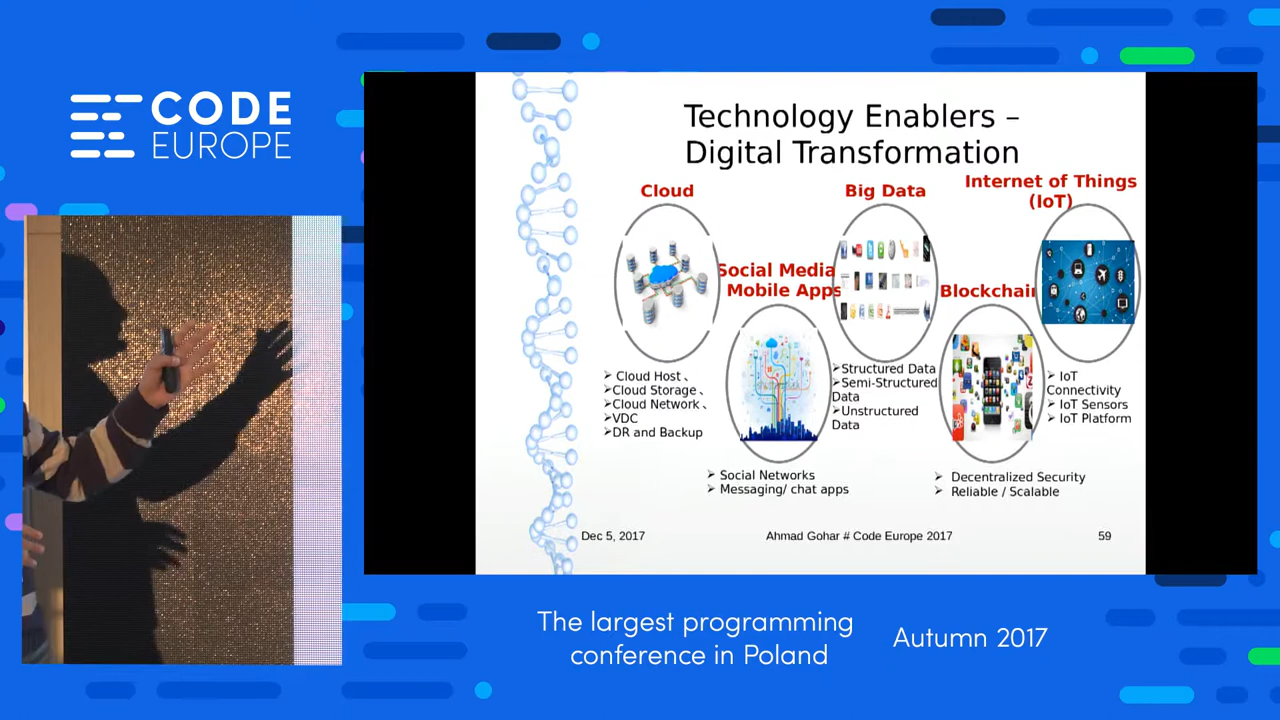 CODE
EUROPE
Technology Enablers –
Digital Transformation
Cloud
Big Data
Internet of Things
(IoT)
Social Media
Mobile Apps
Blockchain
➢ Cloud Host、
➢Cloud Storage、
➢Cloud Network、
➢VDC
➢DR and Backup
➢Structured Data
➢Semi-Structured
Data
➢Unstructured
Data
➢ IoT
Connectivity
➢ IoT Sensors
➢ IoT Platform
➢ Social Networks
➢ Messaging/ chat apps
➢ Decentralized Security
➢ Reliable / Scalable
Dec 5, 2017
Ahmad Gohar # Code Europe 2017
59
The largest programming
conference in Poland
Autumn 2017